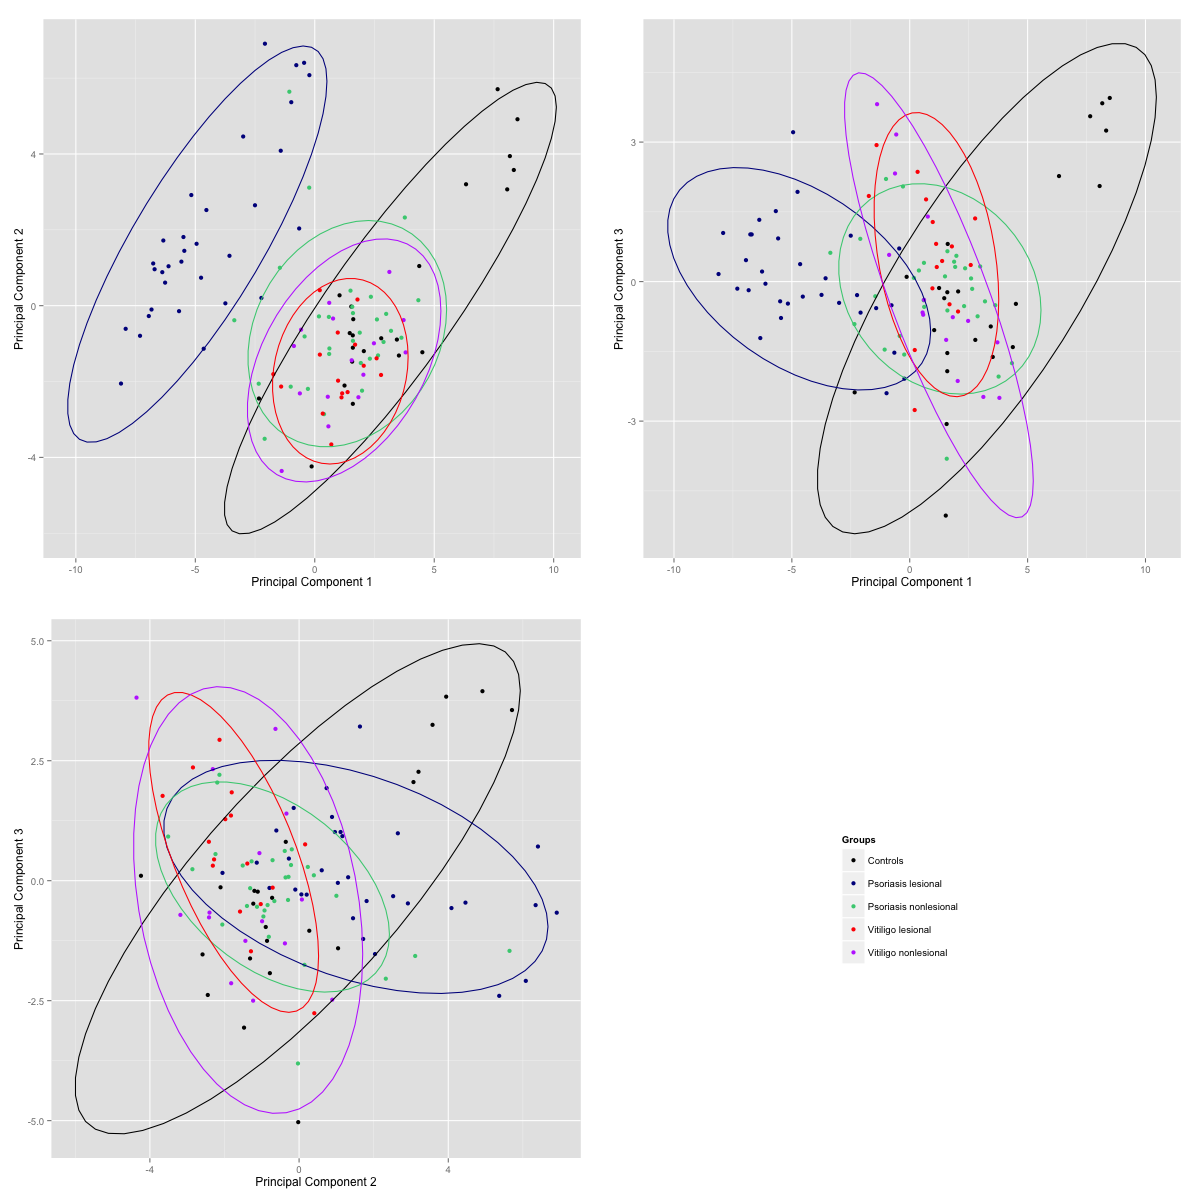 4
0
-4
Principal Component 2
-10
-5
0
5
10
Principal Component 1
3
0
-3
Principal Component 3
-10
-5
0
5
10
Principal Component 1
5.0
2.5
0.0
-2.5
-5.0
Principal Component 3
-4
0
4
Principal Component 2
Groups
Controls
Psoriasis lesional
Psoriasis nonlesional
Vitiligo lesional
Vitiligo nonlesional